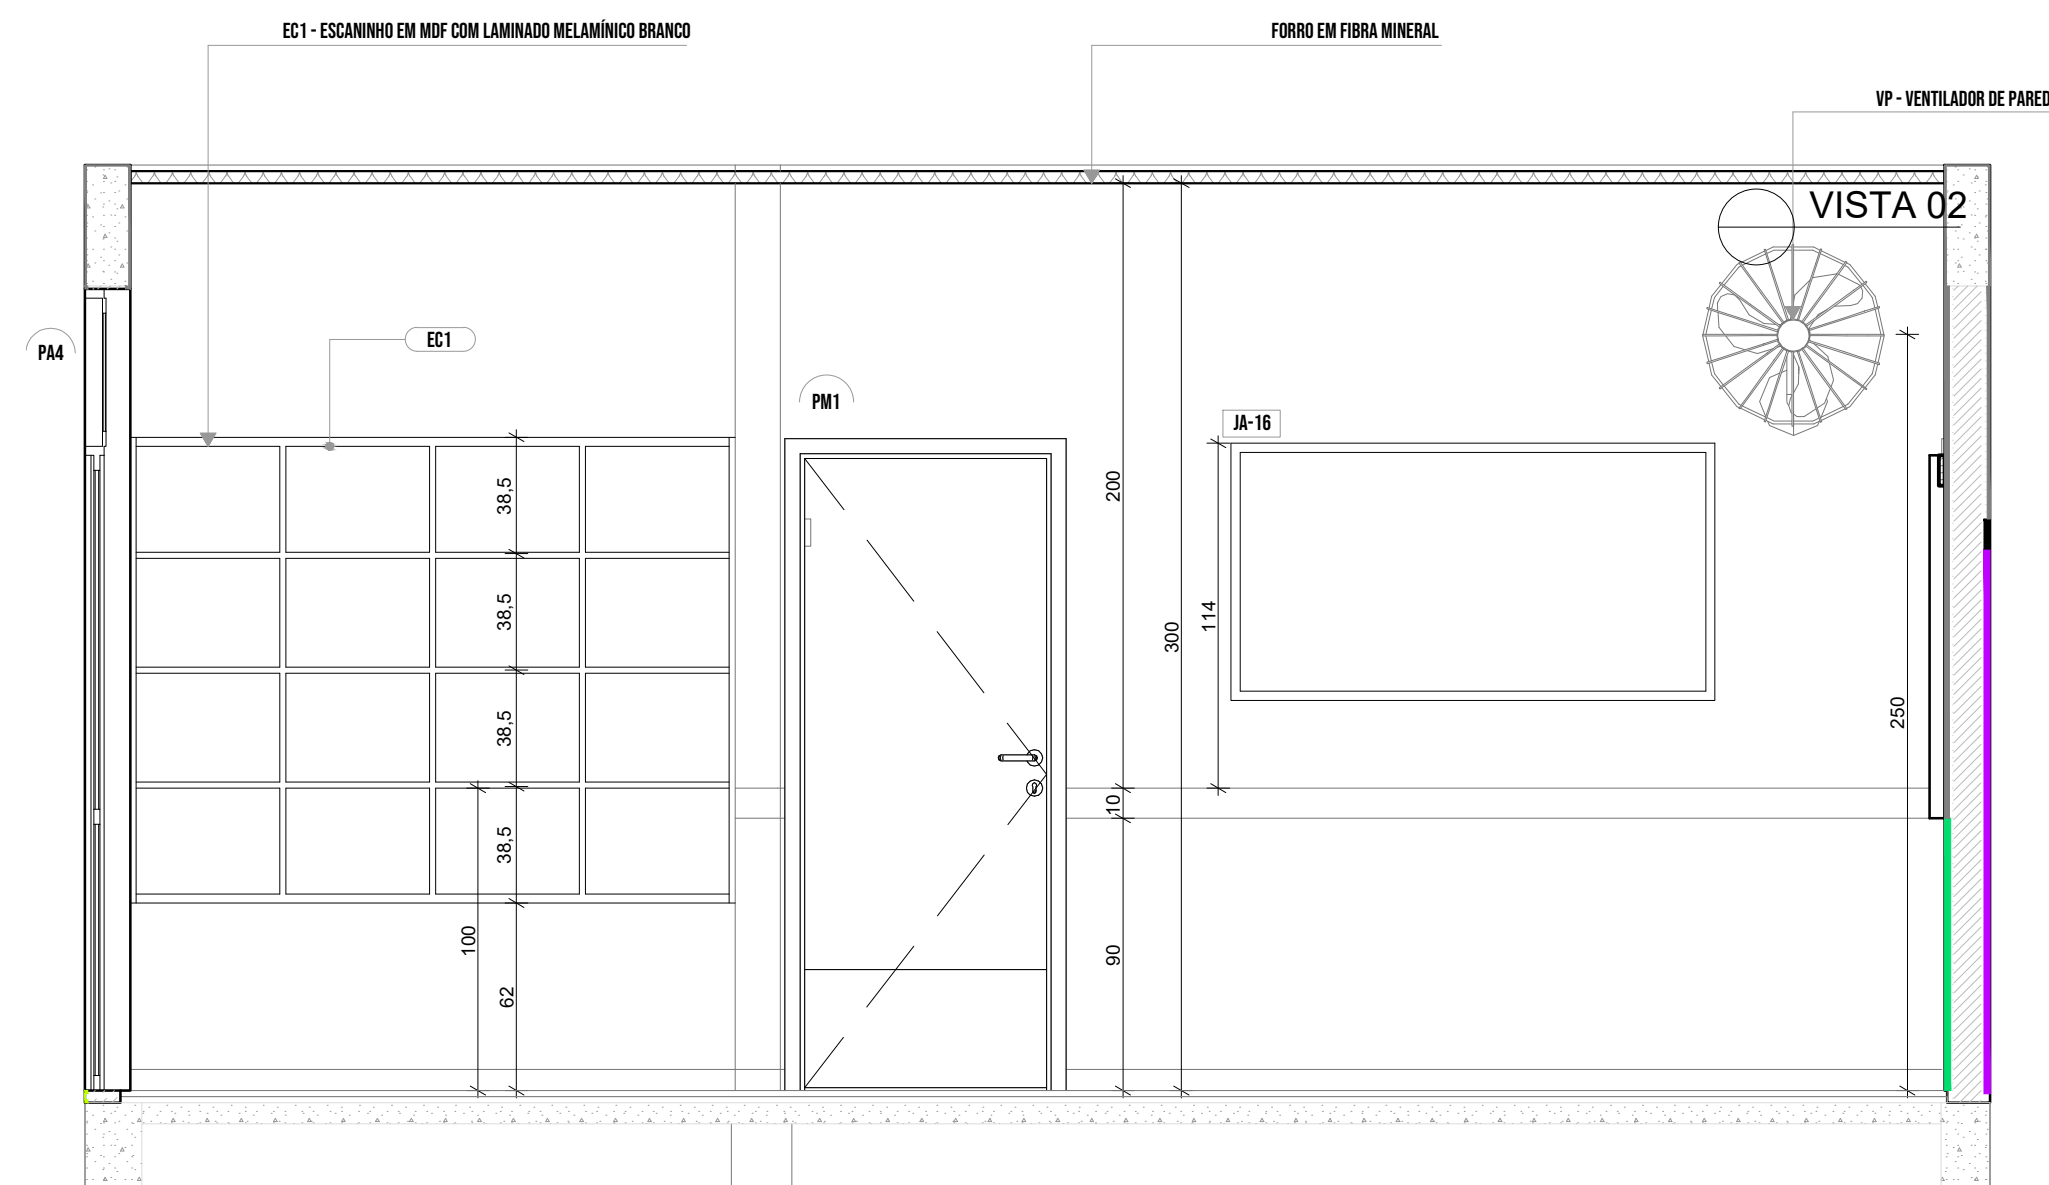 EC1 - ESCANINHO EM MDF COM LAMINADO MELAMÍNICO BRANCO
FORRO EM FIBRA MINERAL
VP - VENTILADOR DE PARED
VISTA 02
PA4
EC1
PM1
JA-16
38,5
38,5
38,5
38,5
100
62
200
10
90
300
114
250